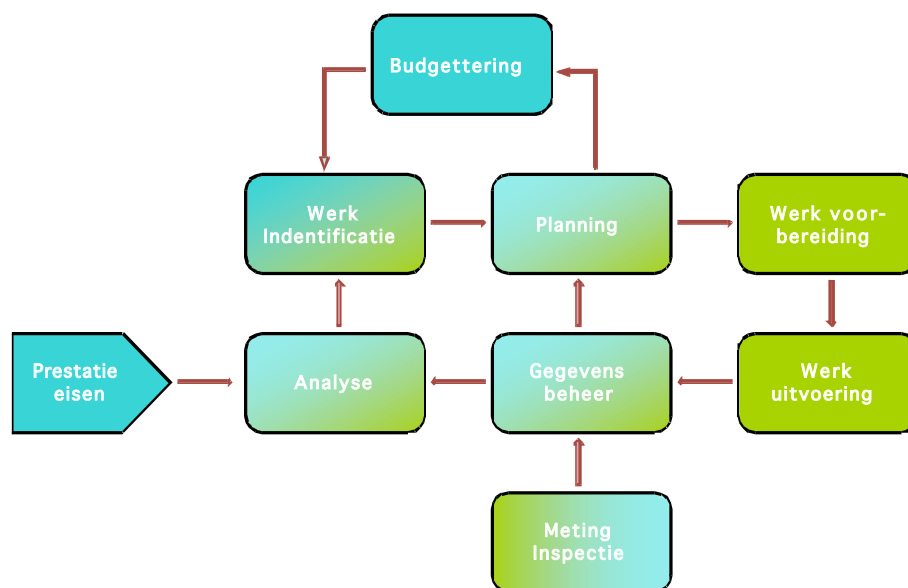 Budgettering
Werk
Indentificatie
Planning
Werk voor-
bereiding
Prestatie
eisen
Analyse
Gegevens
beheer
Werk
uitvoering
Meting
Inspectie